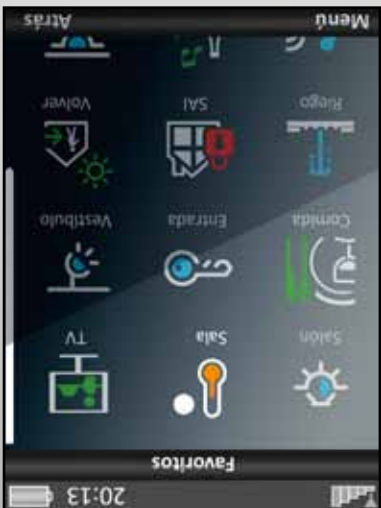 20:13
Favoritos
Salón Sala TV
Comida Entrada Vestíbulo
Riego SAI Volver
Menú Atrás